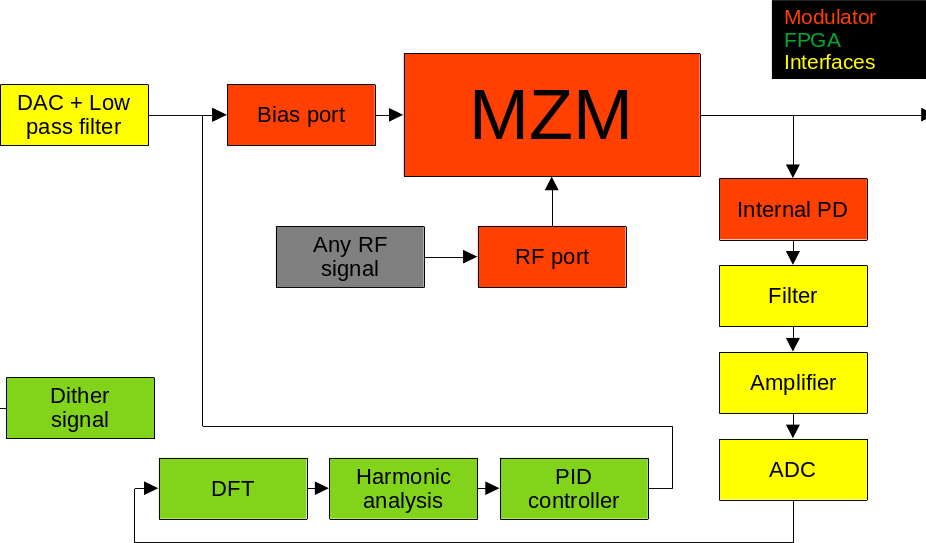 Modulator
FPGA
Interfaces
DAC + Low
pass filter
Bias port
MZM
Internal PD
Any RF
signal
RF port
Filter
Amplifier
Dither
signal
ADC
DFT
Harmonic
analysis
PID
controller